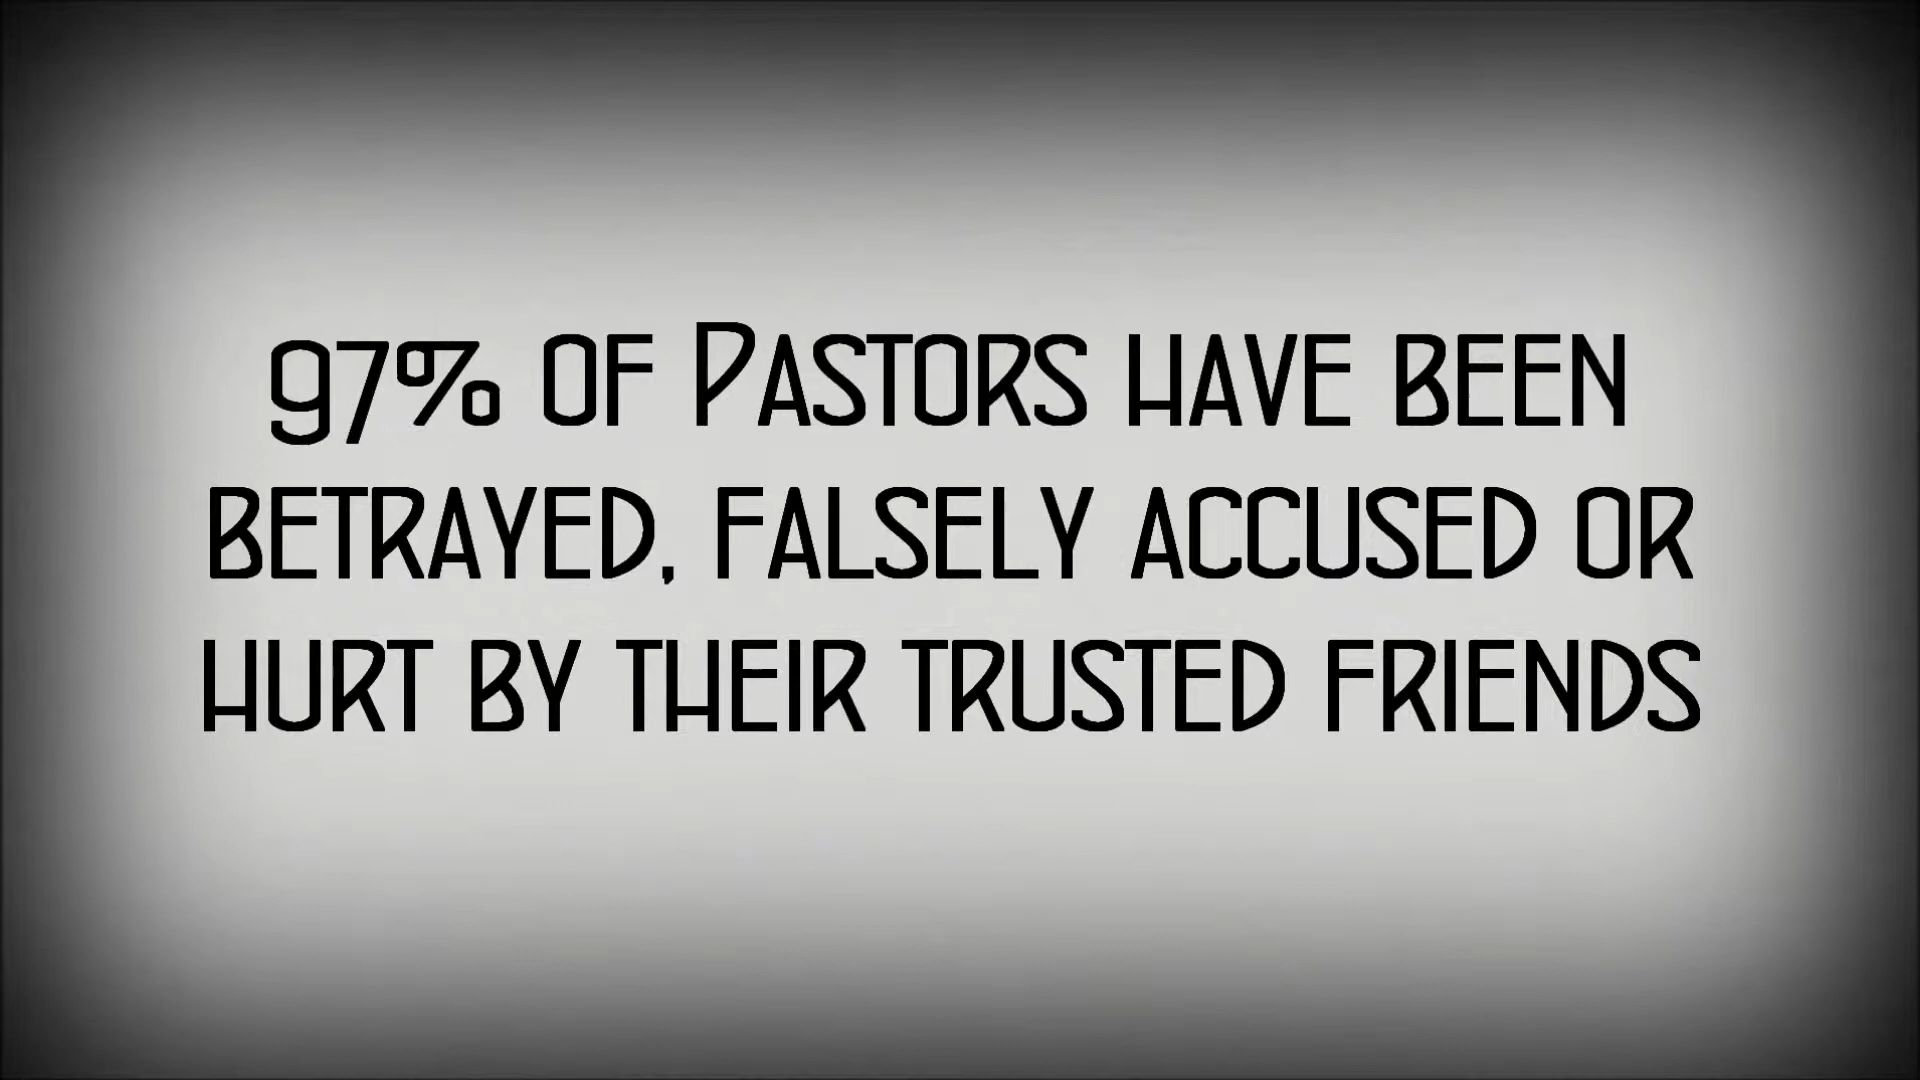 97% of Pastors have been
betrayed, falsely accused or
hurt by their trusted friends